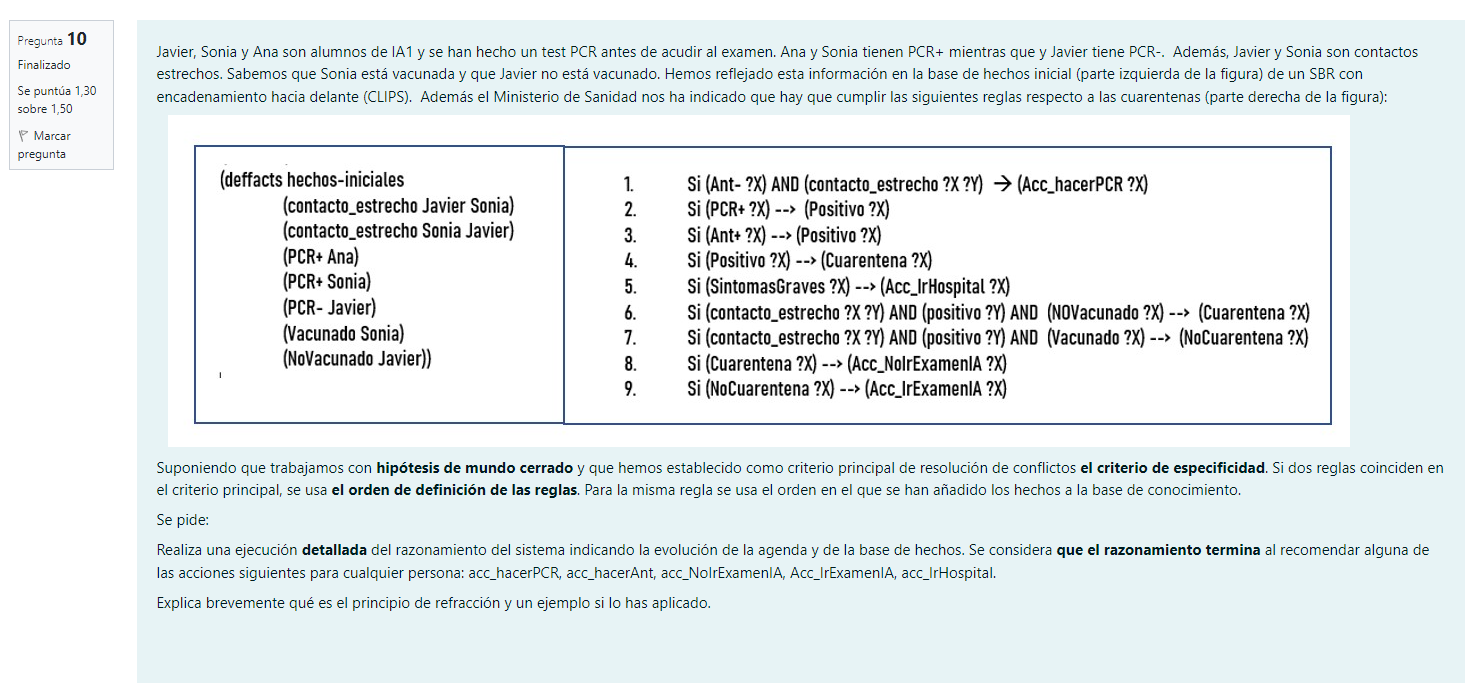 Pregunta 10
Finalizado
Se puntúa 1,30
sobre 1,50
Marcar
pregunta
Javier, Sonia y Ana son alumnos de IA1 y se han hecho un test PCR antes de acudir al examen. Ana y Sonia tienen PCR+ mientras que y Javier tiene PCR-. Además, Javier y Sonia son contactos
estrechos. Sabemos que Sonia está vacunada y que Javier no está vacunado. Hemos reflejado esta información en la base de hechos inicial (parte izquierda de la figura) de un SBR con
encadenamiento hacia delante (CLIPS). Además el Ministerio de Sanidad nos ha indicado que hay que cumplir las siguientes reglas respecto a las cuarentenas (parte derecha de la figura):
(deffacts hechos-iniciales
(contacto_estrecho Javier Sonia)
(contacto_estrecho Sonia Javier)
(PCR+ Ana)
(PCR+ Sonia)
(PCR- Javier)
(Vacunado Sonia)
(NoVacunado Javier))
1. Si (Ant- ?X) AND (contacto_estrecho ?X ?Y) → (Acc_hacerPCR ?X)
2. Si (PCR+ ?X) --> (Positivo ?X)
3. Si (Ant+ ?X) --> (Positivo ?X)
4. Si (Positivo ?X) --> (Cuarentena ?X)
5. Si (SintomasGraves ?X) --> (Acc_IrHospital ?X)
6. Si (contacto_estrecho ?X ?Y) AND (positivo ?Y) AND (NOVacunado ?X) --> (Cuarentena ?X)
7. Si (contacto_estrecho ?X ?Y) AND (positivo ?Y) AND (Vacunado ?X) --> (NoCuarentena ?X)
8. Si (Cuarentena ?X) --> (Acc_NoIrExamenIA ?X)
9. Si (NoCuarentena ?X) --> (Acc_IrExamenIA ?X)
Suponiendo que trabajamos con hipótesis de mundo cerrado y que hemos establecido como criterio principal de resolución de conflictos el criterio de especificidad. Si dos reglas coinciden en
el criterio principal, se usa el orden de definición de las reglas. Para la misma regla se usa el orden en el que se han añadido los hechos a la base de conocimiento.
Se pide:
Realiza una ejecución detallada del razonamiento del sistema indicando la evolución de la agenda y de la base de hechos. Se considera que el razonamiento termina al recomendar alguna de
las acciones siguientes para cualquier persona: acc_hacerPCR, acc_hacerAnt, acc_NoIrExamenIA, Acc_IrExamenIA, acc_IrHospital.
Explica brevemente qué es el principio de refracción y un ejemplo si lo has aplicado.